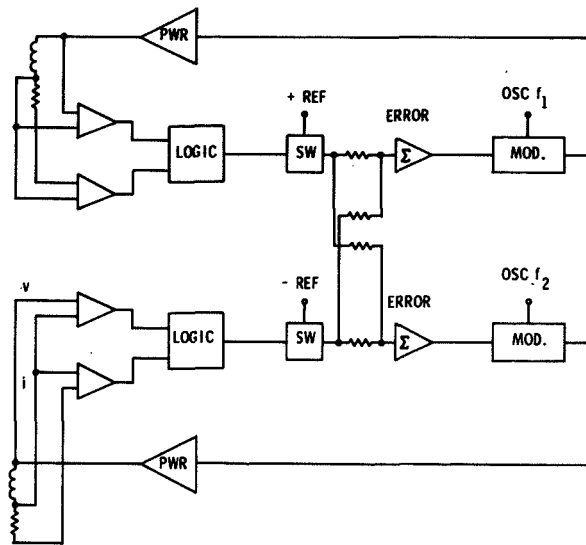 PWR
+ REF
OSC f1
ERROR
LOGIC
SW
Σ
MOD.
v
- REF
OSC f2
ERROR
LOGIC
SW
Σ
MOD.
i
PWR